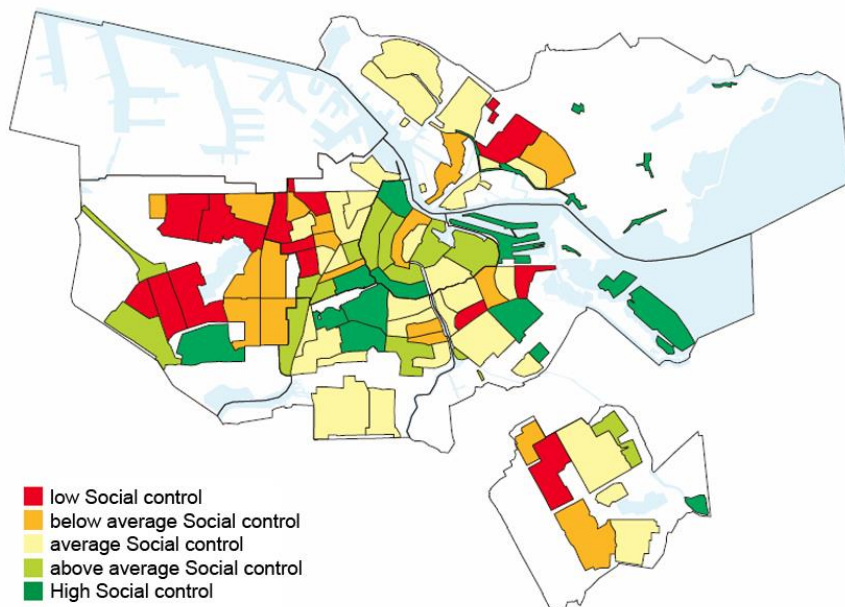 low Social control
below average Social control
average Social control
above average Social control
High Social control